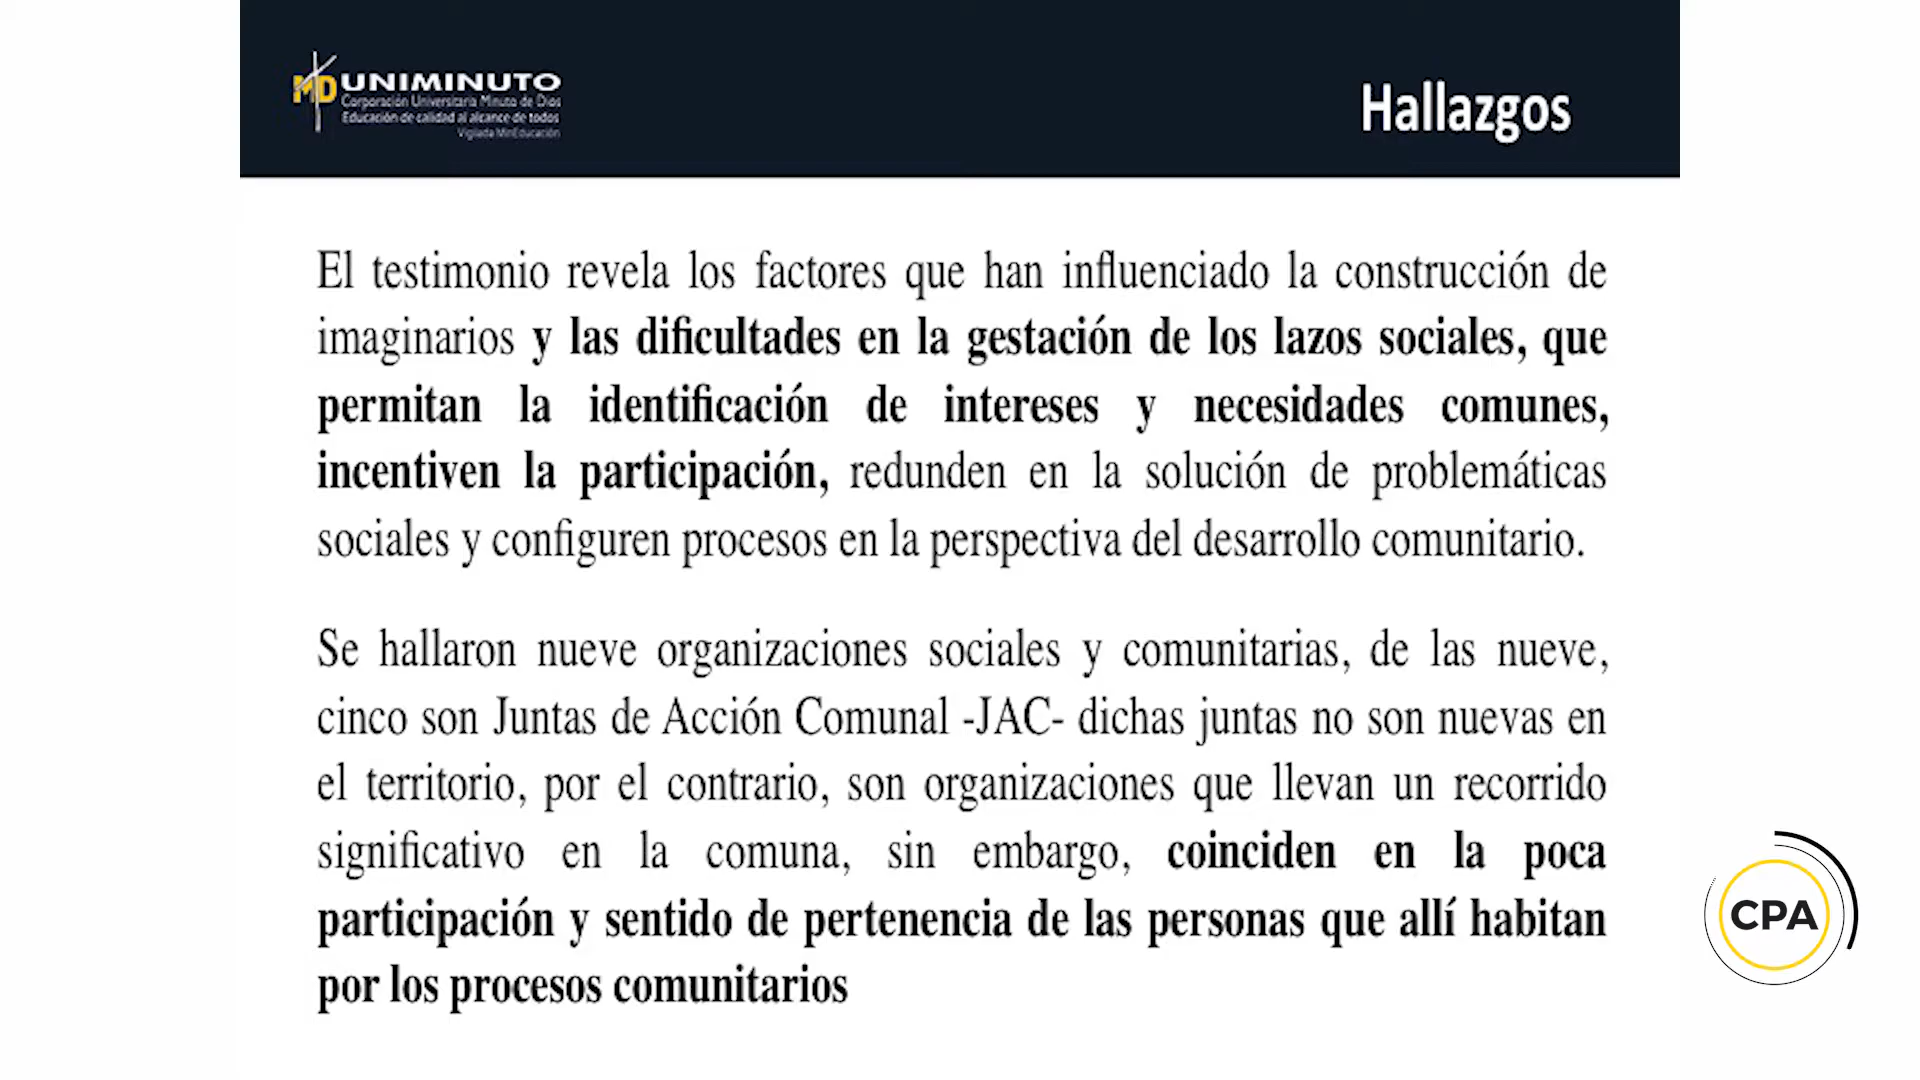 MD UNIMINUTO
Corporación Universitaria Minuto de Dios
Educación de calidad al alcance de todos
Vigilada MinEducación
Hallazgos
El testimonio revela los factores que han influenciado la construcción de
imaginarios y las dificultades en la gestación de los lazos sociales, que
permitan la identificación de intereses y necesidades comunes,
incentiven la participación, redunden en la solución de problemáticas
sociales y configuren procesos en la perspectiva del desarrollo comunitario.
Se hallaron nueve organizaciones sociales y comunitarias, de las nueve,
cinco son Juntas de Acción Comunal -JAC- dichas juntas no son nuevas en
el territorio, por el contrario, son organizaciones que llevan un recorrido
significativo en la comuna, sin embargo, coinciden en la poca
participación y sentido de pertenencia de las personas que allí habitan
por los procesos comunitarios
CPA